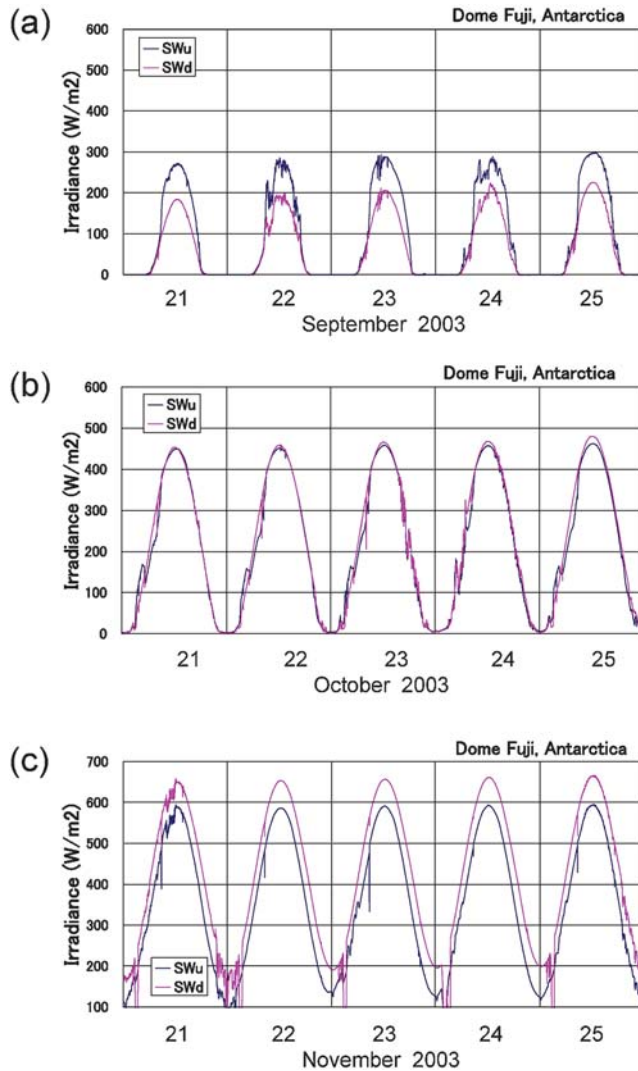 (a)
Dome Fuji, Antarctica
Irradiance (W/m2)
600
500
400
300
200
100
0
SWu
SWd
21 22 23 24 25
September 2003
(b)
Dome Fuji, Antarctica
Irradiance (W/m2)
600
500
400
300
200
100
0
SWu
SWd
21 22 23 24 25
October 2003
(c)
Dome Fuji, Antarctica
Irradiance (W/m2)
700
600
500
400
300
200
100
SWu
SWd
21 22 23 24 25
November 2003